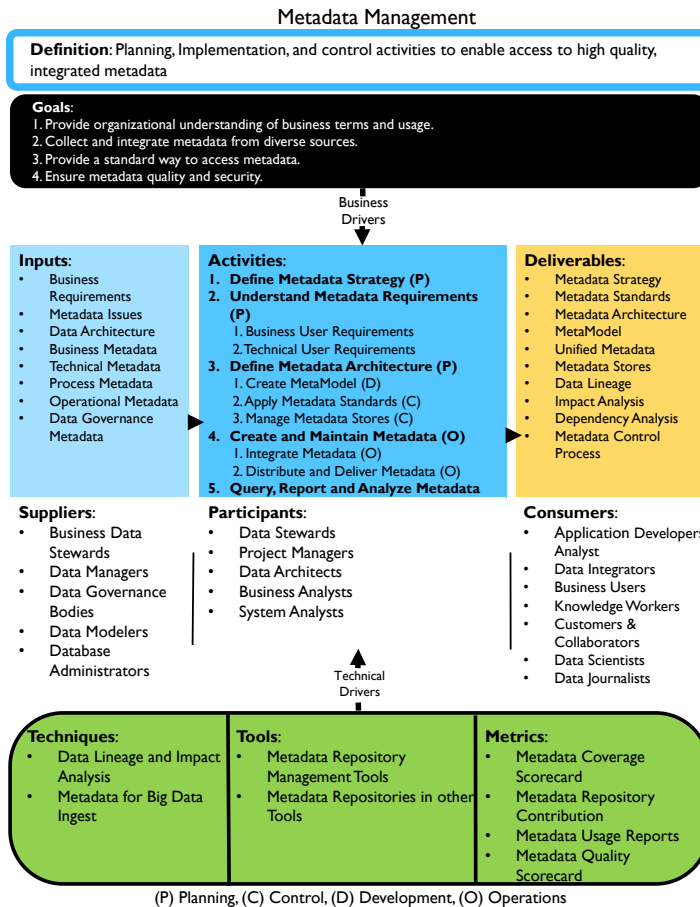 Metadata Management
Definition: Planning, Implementation, and control activities to enable access to high quality,
integrated metadata
Goals:
1. Provide organizational understanding of business terms and usage.
2. Collect and integrate metadata from diverse sources.
3. Provide a standard way to access metadata.
4. Ensure metadata quality and security.
Business
Drivers
Inputs:
• Business
Requirements
• Metadata Issues
• Data Architecture
• Business Metadata
• Technical Metadata
• Process Metadata
• Operational Metadata
• Data Governance
Metadata
Activities:
1. Define Metadata Strategy (P)
2. Understand Metadata Requirements
(P)
1. Business User Requirements
2. Technical User Requirements
3. Define Metadata Architecture (P)
1. Create MetaModel (D)
2. Apply Metadata Standards (C)
3. Manage Metadata Stores (C)
4. Create and Maintain Metadata (O)
1. Integrate Metadata (O)
2. Distribute and Deliver Metadata (O)
5. Query, Report and Analyze Metadata
Deliverables:
• Metadata Strategy
• Metadata Standards
• Metadata Architecture
• MetaModel
• Unified Metadata
• Metadata Stores
• Data Lineage
• Impact Analysis
• Dependency Analysis
• Metadata Control
Process
Suppliers:
• Business Data
Stewards
• Data Managers
• Data Governance
Bodies
• Data Modelers
• Database
Administrators
Participants:
• Data Stewards
• Project Managers
• Data Architects
• Business Analysts
• System Analysts
Consumers:
• Application Developers
Analyst
• Data Integrators
• Business Users
• Knowledge Workers
• Customers &
Collaborators
• Data Scientists
• Data Journalists
Technical
Drivers
Techniques:
• Data Lineage and Impact
Analysis
• Metadata for Big Data
Ingest
Tools:
• Metadata Repository
Management Tools
• Metadata Repositories in other
Tools
Metrics:
• Metadata Coverage
Scorecard
• Metadata Repository
Contribution
• Metadata Usage Reports
• Metadata Quality
Scorecard
(P) Planning, (C) Control, (D) Development, (O) Operations